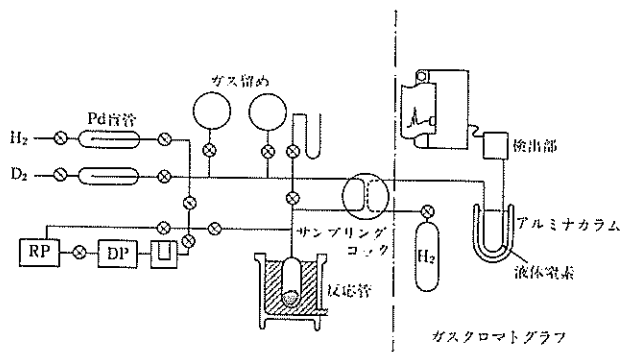 ガス留め
Pd盲管
H₂
D₂
検出部
アルミナカラム
サンプリング
コック
RP
DP
H₂
反応管
液体窒素
ガスクロマトグラフ